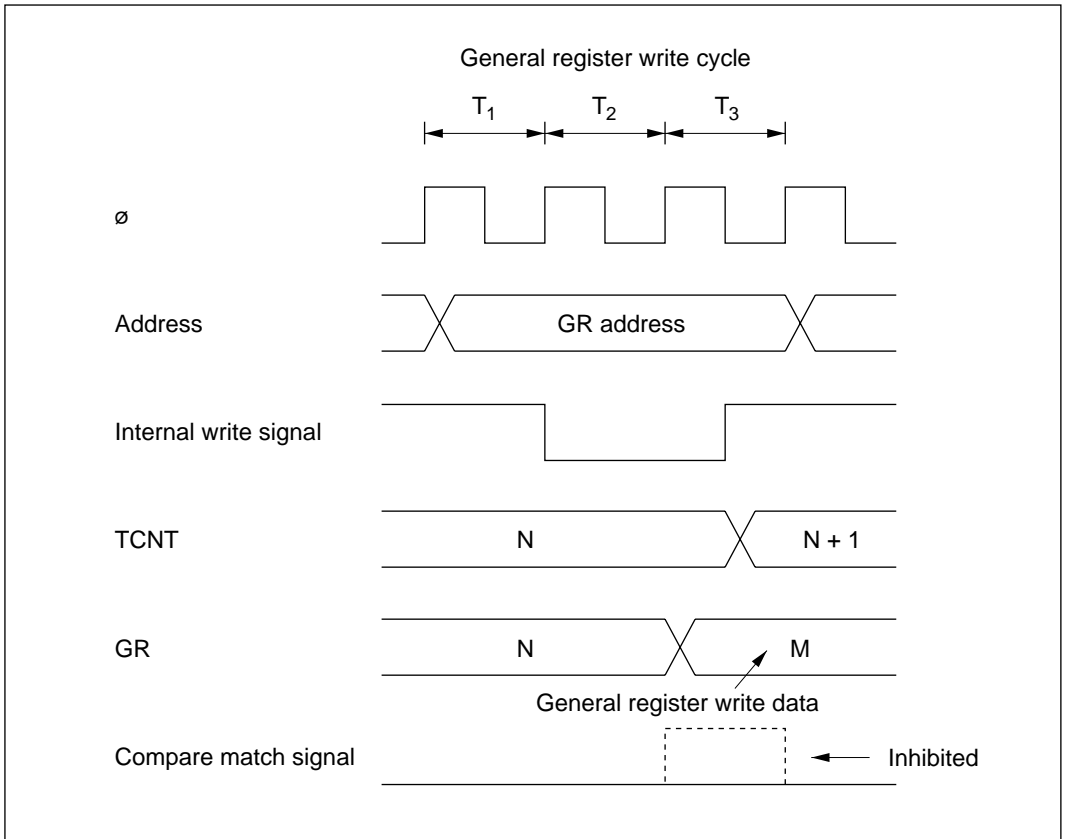 General register write cycle
T1 T2 T3
ø
Address GR address
Internal write signal
TCNT N N + 1
GR N M
General register write data
Compare match signal Inhibited